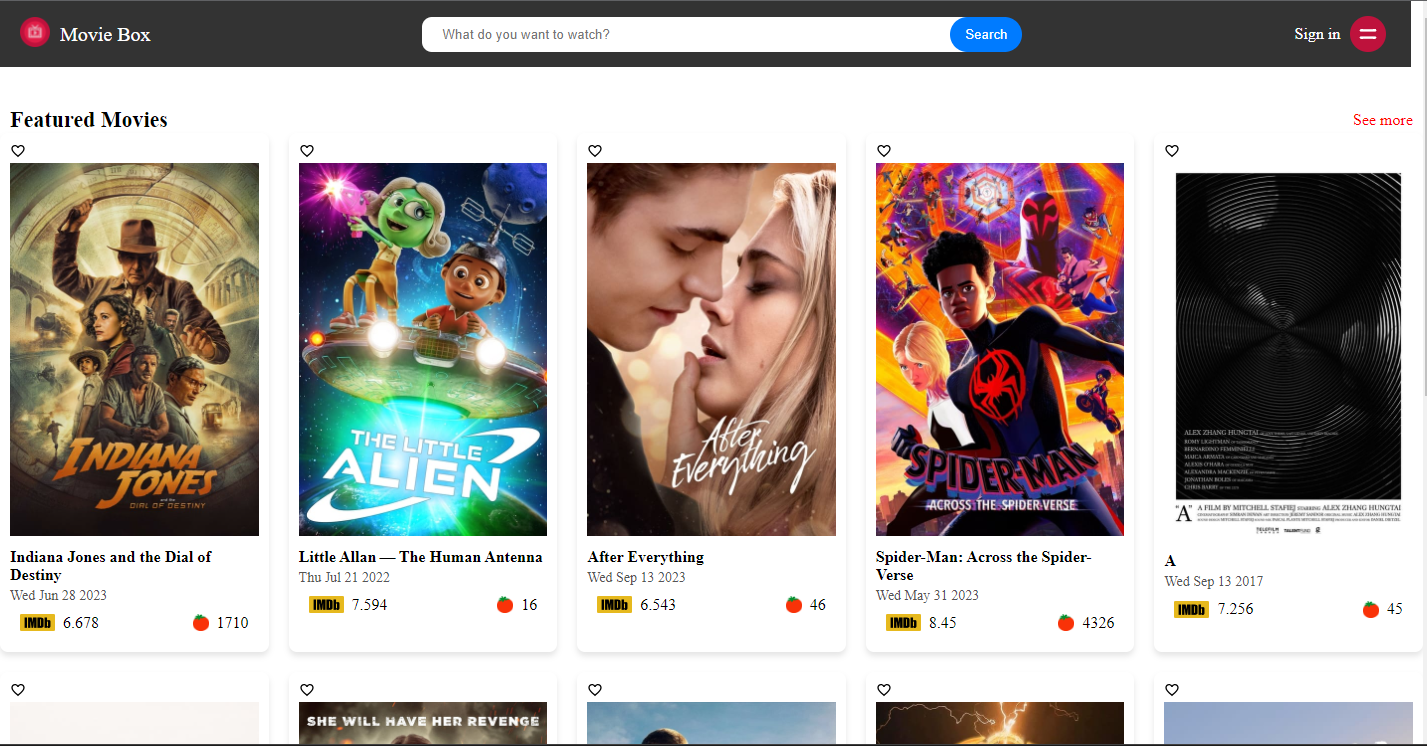 Movie Box
What do you want to watch?
Search
Sign in
Featured Movies
See more
INDIANA
JONES
and the
DIAL OF DESTINY
THE LITTLE
ALIEN
After
Everything
SPIDER-MAN
ACROSS THE SPIDER-VERSE
ALEX ZHANG HUNGTAI
ROMY LIGHTMAN
BERNARDINO FEMMINIELLI
MAICA ARMATA
ALEXIS O'HARA
ALEXANDRA MACKENZIE
JONATHAN BOLES
CHRIS BARRY
"A" A FILM BY MITCHELL STAFIEJ STARRING ALEX ZHANG HUNGTAI
TELEFILM
Indiana Jones and the Dial of
Destiny
Wed Jun 28 2023
IMDb 6.678 1710
Little Allan — The Human Antenna
Thu Jul 21 2022
IMDb 7.594 16
After Everything
Wed Sep 13 2023
IMDb 6.543 46
Spider-Man: Across the Spider-
Verse
Wed May 31 2023
IMDb 8.45 4326
A
Wed Sep 13 2017
IMDb 7.256 45
SHE WILL HAVE HER REVENGE